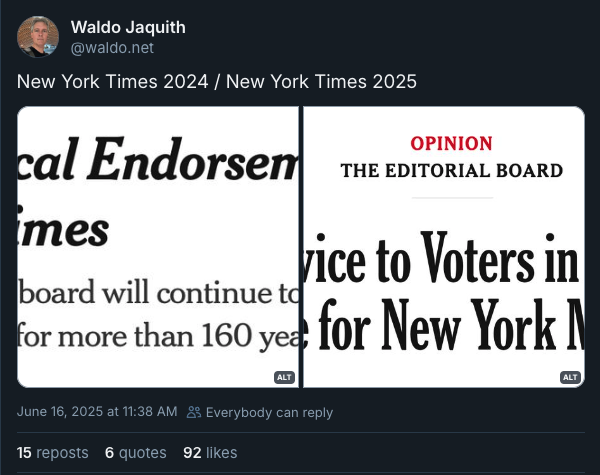 Waldo Jaquith
@waldo.net
New York Times 2024 / New York Times 2025
cal Endorsem
imes
board will continue to
for more than 160 yea
ALT
OPINION
THE EDITORIAL BOARD
vice to Voters in
e for New York M
ALT
June 16, 2025 at 11:38 AM Everybody can reply
15 reposts 6 quotes 92 likes